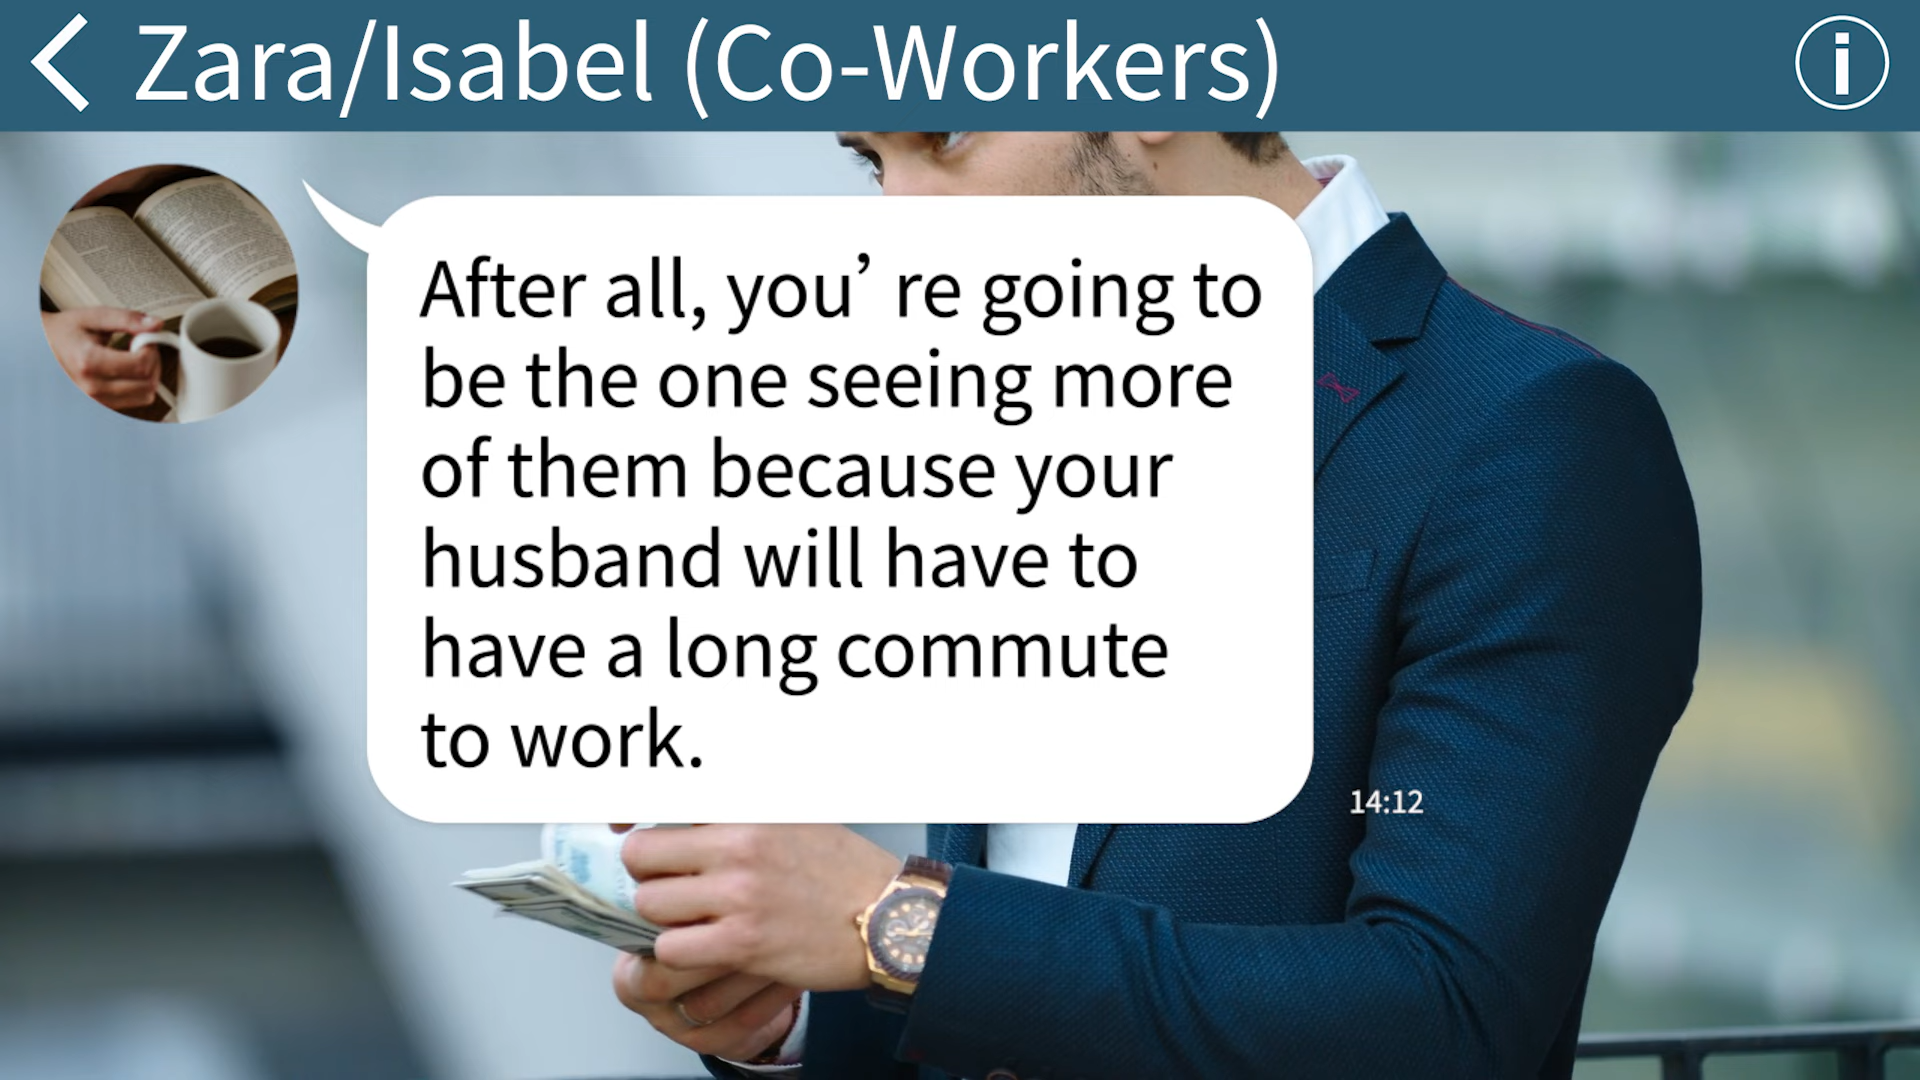 Zara/Isabel (Co-Workers)
After all, you’ re going to
be the one seeing more
of them because your
husband will have to
have a long commute
to work.
14:12